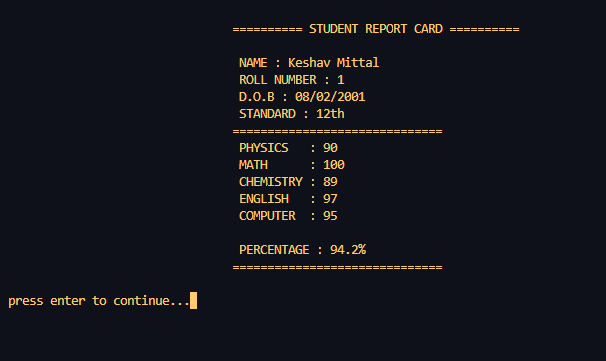 ========== STUDENT REPORT CARD ==========
NAME : Keshav Mittal
ROLL NUMBER : 1
D.O.B : 08/02/2001
STANDARD : 12th
==============================
PHYSICS   : 90
MATH      : 100
CHEMISTRY : 89
ENGLISH   : 97
COMPUTER  : 95
PERCENTAGE : 94.2%
==============================
press enter to continue...